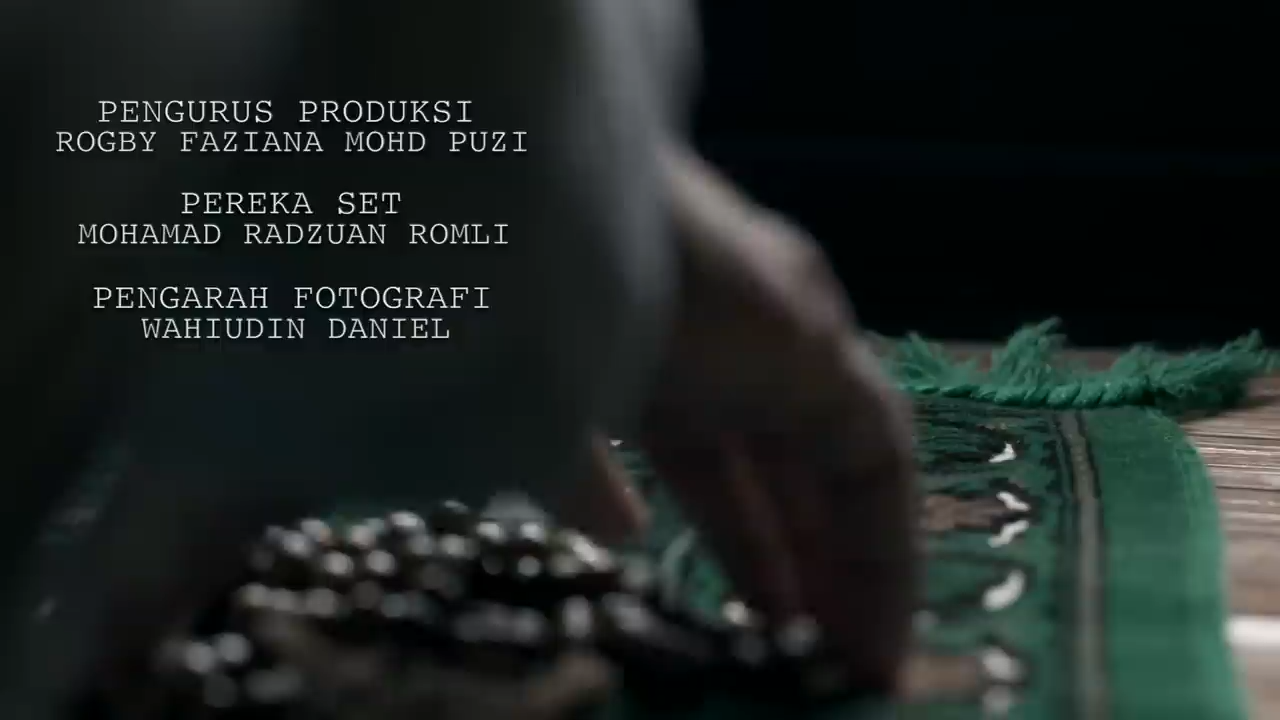 PENGURUS PRODUKSI
ROGBY FAZIANA MOHD PUZI
PEREKA SET
MOHAMAD RADZUAN ROMLI
PENGARAH FOTOGRAFI
WAHIUDIN DANIEL